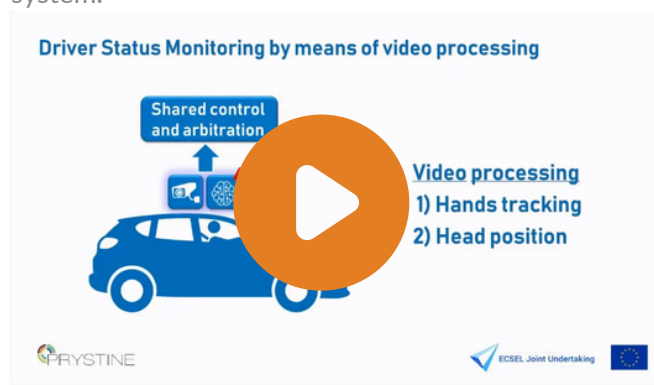 system.
Driver Status Monitoring by means of video processing
Shared control
and arbitration
Video processing
1) Hands tracking
2) Head position
PRYSTINE
ECSEL Joint Undertaking